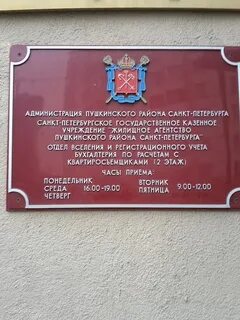 АДМИНИСТРАЦИЯ ПУШКИНСКОГО РАЙОНА САНКТ-ПЕТЕРБУРГА
САНКТ-ПЕТЕРБУРГСКОЕ ГОСУДАРСТВЕННОЕ КАЗЕННОЕ
УЧРЕЖДЕНИЕ "ЖИЛИЩНОЕ АГЕНТСТВО
ПУШКИНСКОГО РАЙОНА САНКТ-ПЕТЕРБУРГА"
ОТДЕЛ ВСЕЛЕНИЯ И РЕГИСТРАЦИОННОГО УЧЕТА
БУХГАЛТЕРИЯ ПО РАСЧЕТАМ С
КВАРТИРОСЪЕМЩИКАМИ (2 ЭТАЖ)
ЧАСЫ ПРИЕМА:
ПОНЕДЕЛЬНИК
СРЕДА 16.00-19.00
ЧЕТВЕРГ
ВТОРНИК
ПЯТНИЦА 9.00-12.00